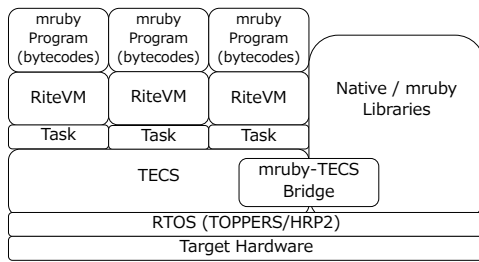 mruby
Program
(bytecodes)
mruby
Program
(bytecodes)
mruby
Program
(bytecodes)
RiteVM
RiteVM
RiteVM
Native / mruby
Libraries
Task
Task
Task
TECS
mruby-TECS
Bridge
RTOS (TOPPERS/HRP2)
Target Hardware